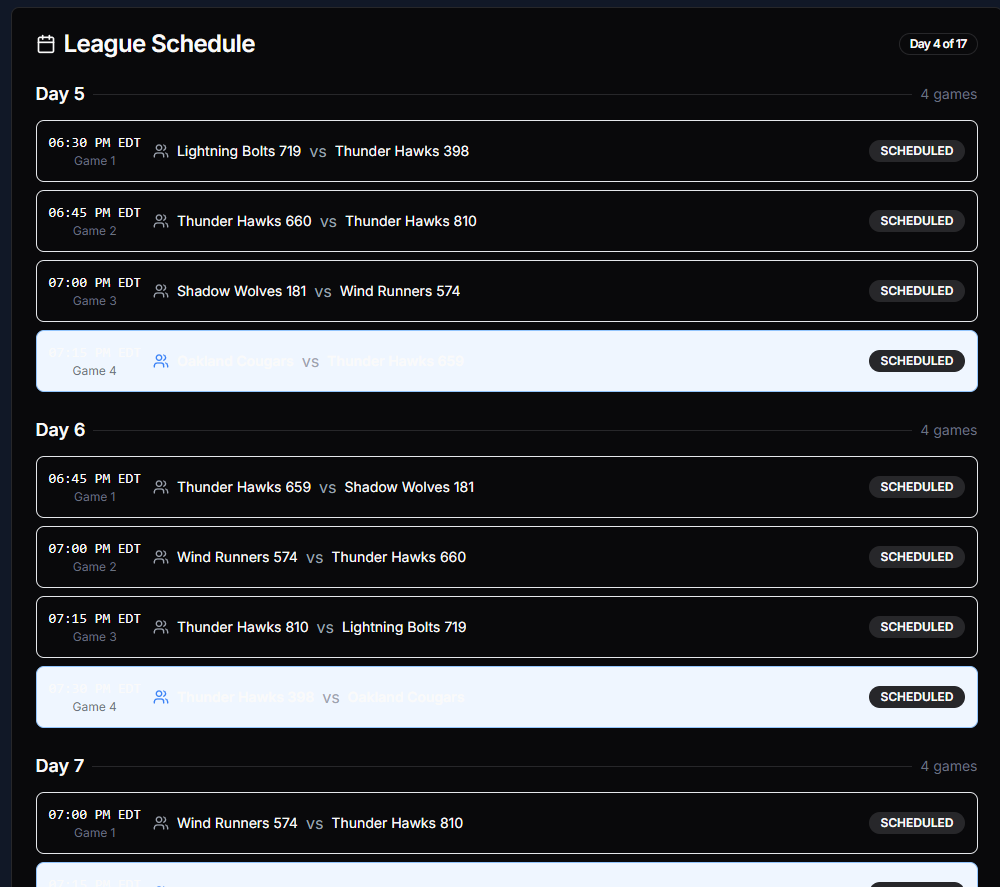 League Schedule
Day 4 of 17
Day 5
4 games
06:30 PM EDT
Game 1
Lightning Bolts 719 vs Thunder Hawks 398
SCHEDULED
06:45 PM EDT
Game 2
Thunder Hawks 660 vs Thunder Hawks 810
SCHEDULED
07:00 PM EDT
Game 3
Shadow Wolves 181 vs Wind Runners 574
SCHEDULED
07:15 PM EDT
Game 4
Oakland Cougars vs Thunder Hawks 659
SCHEDULED
Day 6
4 games
06:45 PM EDT
Game 1
Thunder Hawks 659 vs Shadow Wolves 181
SCHEDULED
07:00 PM EDT
Game 2
Wind Runners 574 vs Thunder Hawks 660
SCHEDULED
07:15 PM EDT
Game 3
Thunder Hawks 810 vs Lightning Bolts 719
SCHEDULED
PM EDT
Game 4
Thunder Hawks 398 vs Oakland Cougars
SCHEDULED
Day 7
4 games
07:00 PM EDT
Game 1
Wind Runners 574 vs Thunder Hawks 810
SCHEDULED